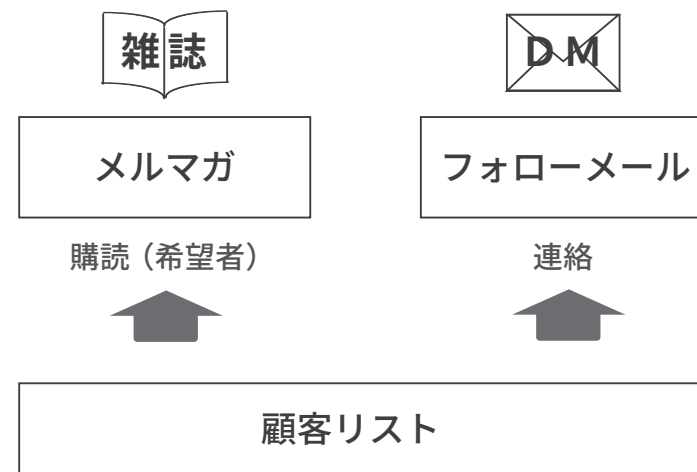 雑誌
DM
メルマガ
フォローメール
購読（希望者）
連絡
顧客リスト